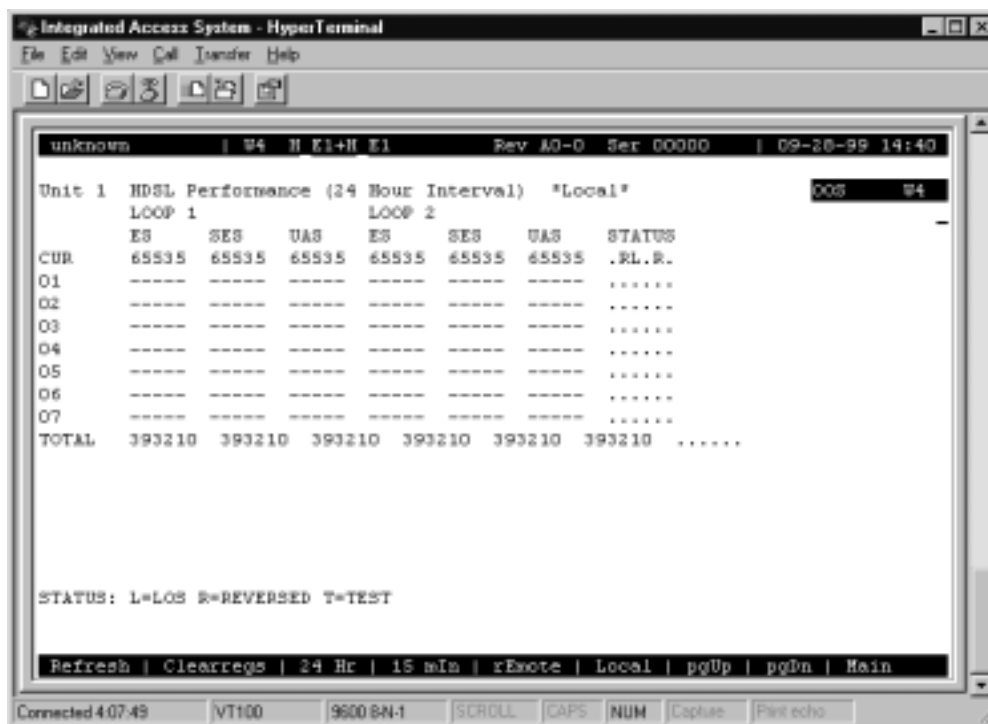 Integrated Access System - HyperTerminal
File Edit View Call Transfer Help
unknown | W4 H E1+H E1 Rev A0-0 Ser 00000 | 09-28-99 14:40
Unit 1 HDSL Performance (24 Hour Interval) *Local* OOS W4
LOOP 1 LOOP 2
ES SES UAS ES SES UAS STATUS
CUR 65535 65535 65535 65535 65535 65535 .RL.R.
01 ----- ----- ----- ----- ----- ----- ......
02 ----- ----- ----- ----- ----- ----- ......
03 ----- ----- ----- ----- ----- ----- ......
04 ----- ----- ----- ----- ----- ----- ......
05 ----- ----- ----- ----- ----- ----- ......
06 ----- ----- ----- ----- ----- ----- ......
07 ----- ----- ----- ----- ----- ----- ......
TOTAL 393210 393210 393210 393210 393210 393210 ......
STATUS: L=LOS R=REVERSED T=TEST
Refresh | Clearregs | 24 Hr | 15 mIn | rEmote | Local | pgUp | pgDn | Main
Connected 4:07:49 VT100 9600 8-N-1 SCROLL CAPS NUM Capture Print echo